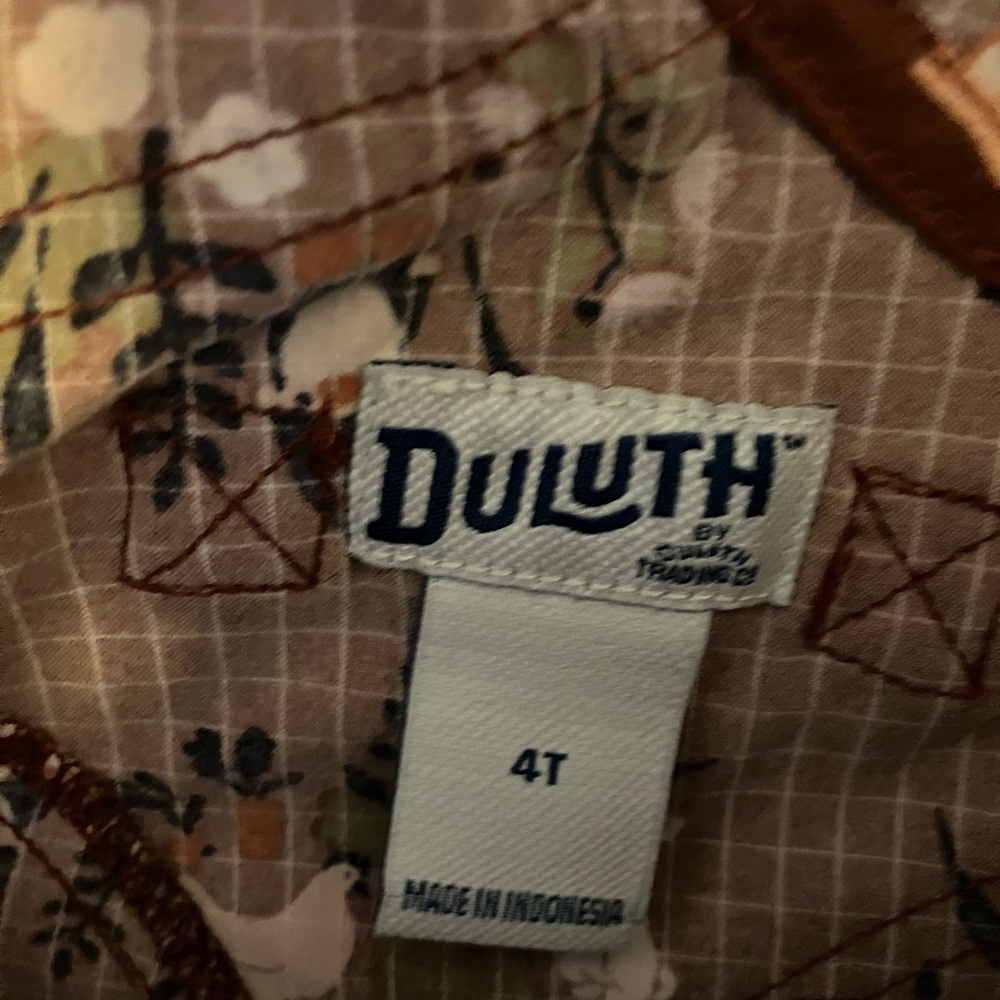 DULUTH™
BY
DULUTH
TRADING CO
4T
MADE IN INDONESIA